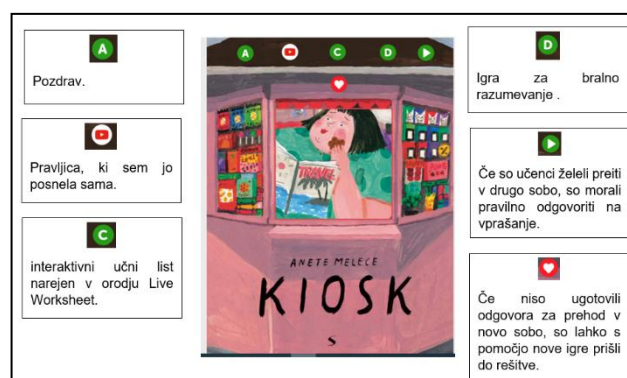 A
Pozdrav.
Pravljica, ki sem jo
posnela sama.
C
interaktivni učni list
narejen v orodju Live
Worksheet.
A
C
D
ANETE MELECE
KIOSK
S
D
Igra za bralno
razumevanje .
Če so učenci želeli preiti
v drugo sobo, so morali
pravilno odgovoriti na
vprašanje.
Če niso ugotovili
odgovora za prehod v
novo sobo, so lahko s
pomočjo nove igre prišli
do rešitve.